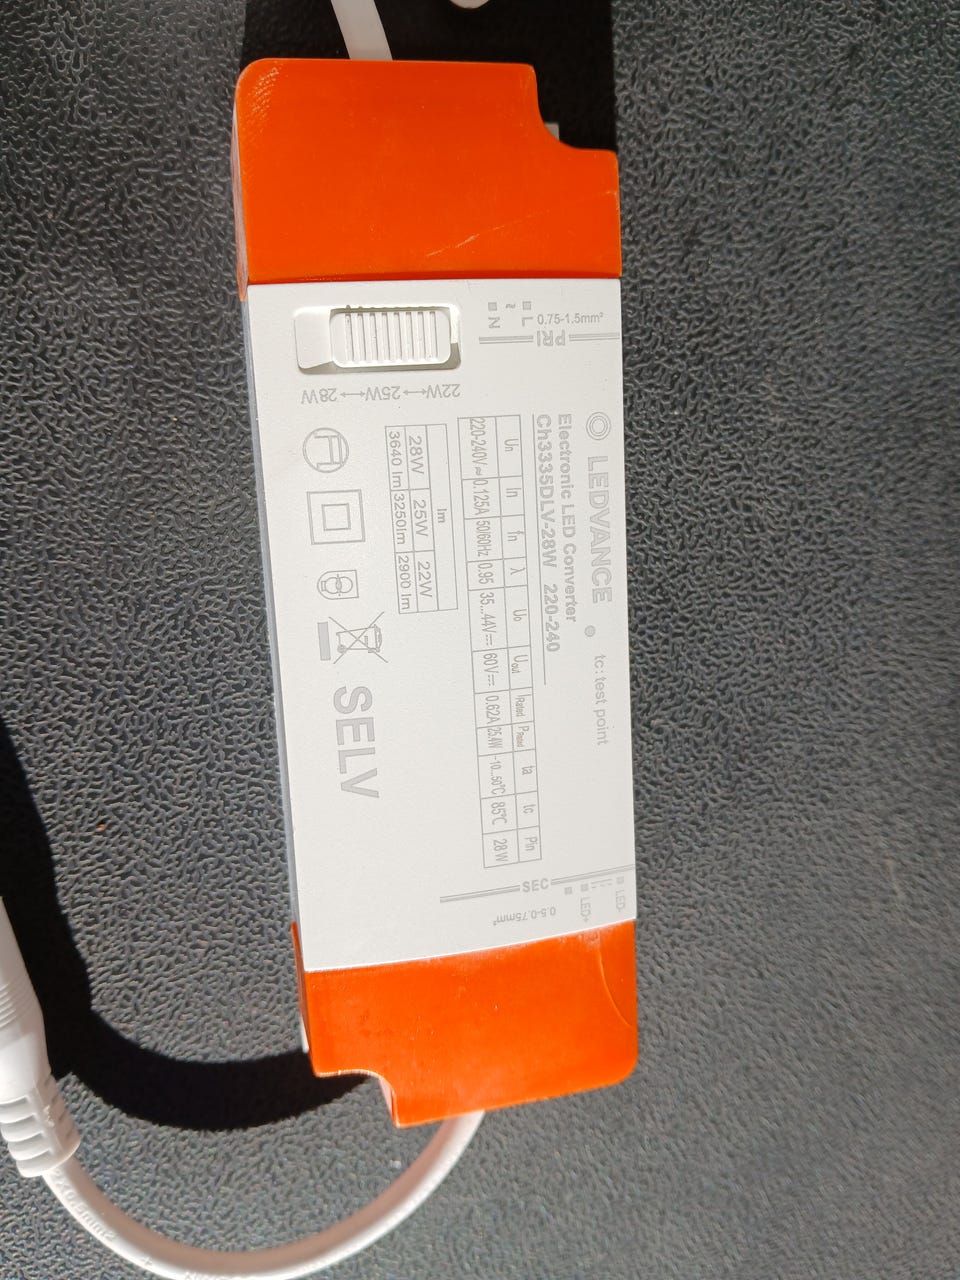 LEDVANCE
tc: test point
Electronic LED Converter
Ch3335DLV-28W 220-240
Un In fn λ Uo Uout IRated PRated ta tc Pin
220-240V≂ 0.125A 50/60Hz 0.95 35...44V⎓ 60V⎓ 0.62A 25.4W -10...50℃ 85℃ 28W
lm
28W 25W 22W
3640 lm 3250lm 2900 lm
SELV
PRI
0.75-1.5mm²
L
~
N
22W↔25W↔28W
SEC
LED-
LED+
0.5-0.75mm²